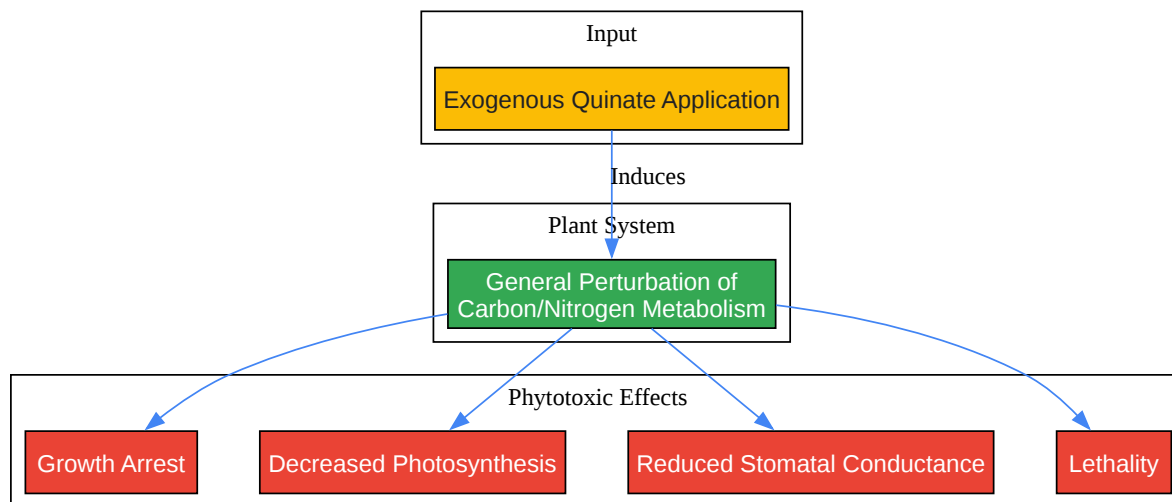 Input
Exogenous Quinate Application
Induces
Plant System
General Perturbation of
Carbon/Nitrogen Metabolism
Phytotoxic Effects
Growth Arrest
Decreased Photosynthesis
Reduced Stomatal Conductance
Lethality